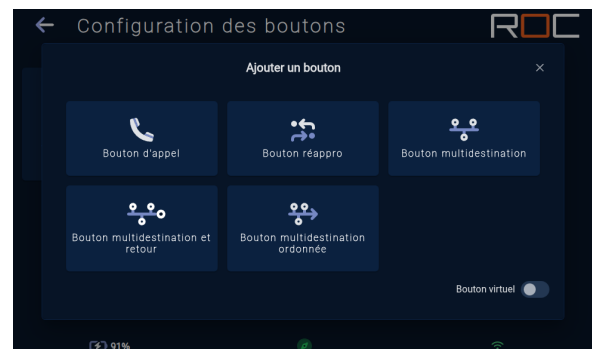 Configuration des boutons
ROC
Ajouter un bouton
Bouton d'appel
Bouton réappro
Bouton multidestination
Bouton multidestination et
retour
Bouton multidestination
ordonnée
Bouton virtuel
91%